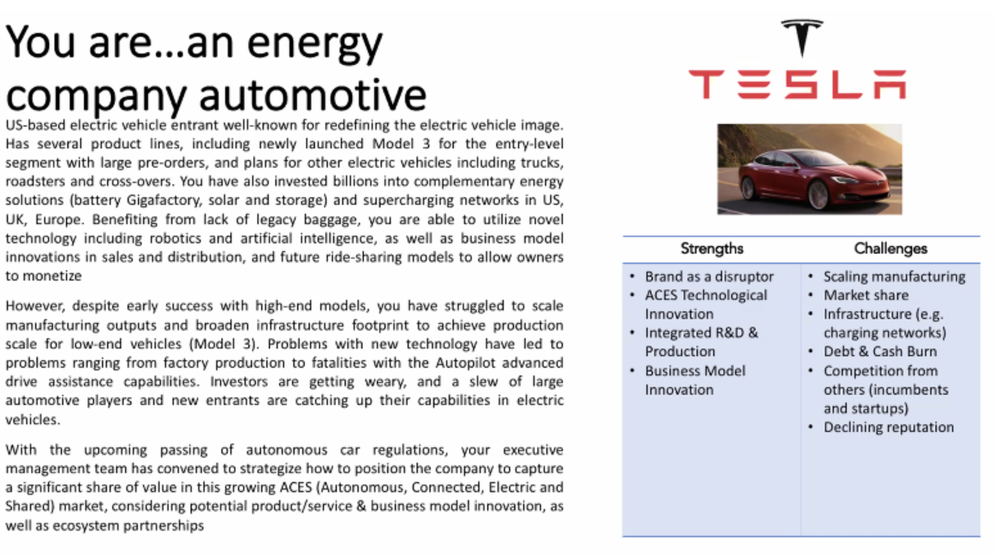 You are…an energy
company automotive
US-based electric vehicle entrant well-known for redefining the electric vehicle image.
Has several product lines, including newly launched Model 3 for the entry-level
segment with large pre-orders, and plans for other electric vehicles including trucks,
roadsters and cross-overs. You have also invested billions into complementary energy
solutions (battery Gigafactory, solar and storage) and supercharging networks in US,
UK, Europe. Benefiting from lack of legacy baggage, you are able to utilize novel
technology including robotics and artificial intelligence, as well as business model
innovations in sales and distribution, and future ride-sharing models to allow owners
to monetize
However, despite early success with high-end models, you have struggled to scale
manufacturing outputs and broaden infrastructure footprint to achieve production
scale for low-end vehicles (Model 3). Problems with new technology have led to
problems ranging from factory production to fatalities with the Autopilot advanced
drive assistance capabilities. Investors are getting weary, and a slew of large
automotive players and new entrants are catching up their capabilities in electric
vehicles.
With the upcoming passing of autonomous car regulations, your executive
management team has convened to strategize how to position the company to capture
a significant share of value in this growing ACES (Autonomous, Connected, Electric and
Shared) market, considering potential product/service & business model innovation, as
well as ecosystem partnerships
TESLA
Strengths
• Brand as a disruptor
• ACES Technological
Innovation
• Integrated R&D &
Production
• Business Model
Innovation
Challenges
• Scaling manufacturing
• Market share
• Infrastructure (e.g.
charging networks)
• Debt & Cash Burn
• Competition from
others (incumbents
and startups)
• Declining reputation